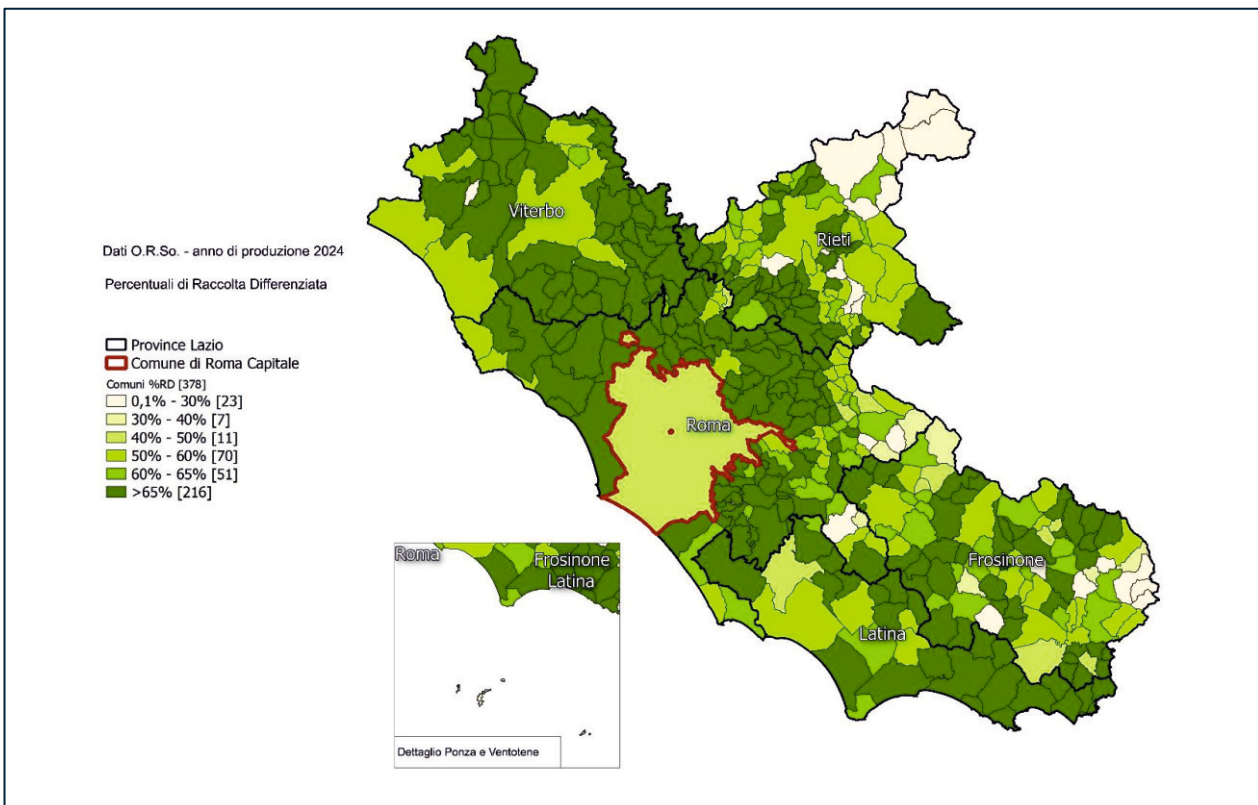 Viterbo
Rieti
Dati O.R.So. - anno di produzione 2024
Percentuali di Raccolta Differenziata
Province Lazio
Comune di Roma Capitale
Comuni %RD [378]
0,1% - 30% [23]
30% - 40% [7]
40% - 50% [11]
50% - 60% [70]
60% - 65% [51]
>65% [216]
Roma
Frosinone
Latina
Roma
Frosinone
Latina
Dettaglio Ponza e Ventotene